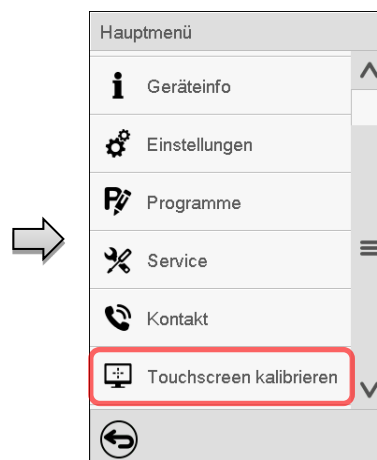 Hauptmenü
Geräteinfo
Einstellungen
Programme
Service
Kontakt
Touchscreen kalibrieren